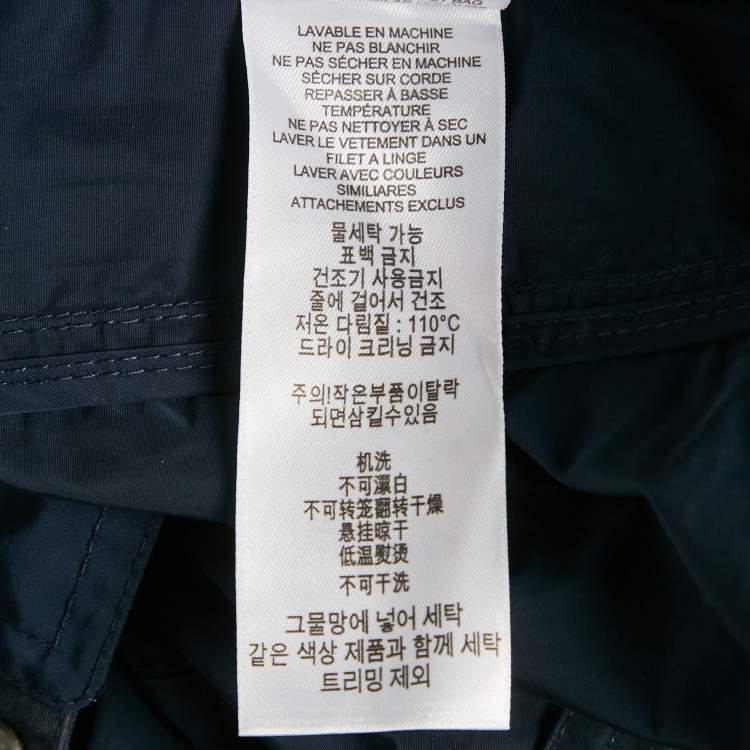 BAG
LAVABLE EN MACHINE
NE PAS BLANCHIR
NE PAS SÉCHER EN MACHINE
SÉCHER SUR CORDE
REPASSER À BASSE
TEMPÉRATURE
NE PAS NETTOYER À SEC
LAVER LE VETEMENT DANS UN
FILET A LINGE
LAVER AVEC COULEURS
SIMILIARES
ATTACHEMENTS EXCLUS
물세탁 가능
표백 금지
건조기 사용금지
줄에 걸어서 건조
저온 다림질 : 110°C
드라이 크리닝 금지
주의!작은부품이탈락
되면삼킬수있음
机洗
不可漂白
不可转笼翻转干燥
悬挂晾干
低温熨烫
不可干洗
그물망에 넣어 세탁
같은 색상 제품과 함께 세탁
트리밍 제외